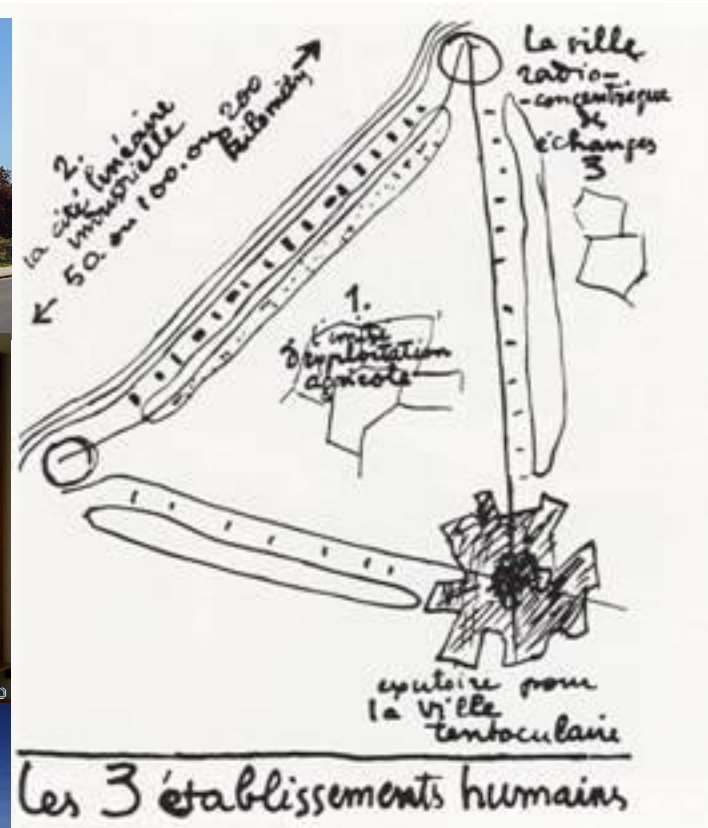 La ville
radio-
-concentrique
des
échanges
3
2.
la cité linéaire
industrielle
50. ou 100. ou 200
kilomètres
1.
l'unité
d'exploitation
agricole
exutoire pour
la ville
tentaculaire
Les 3 établissements humains